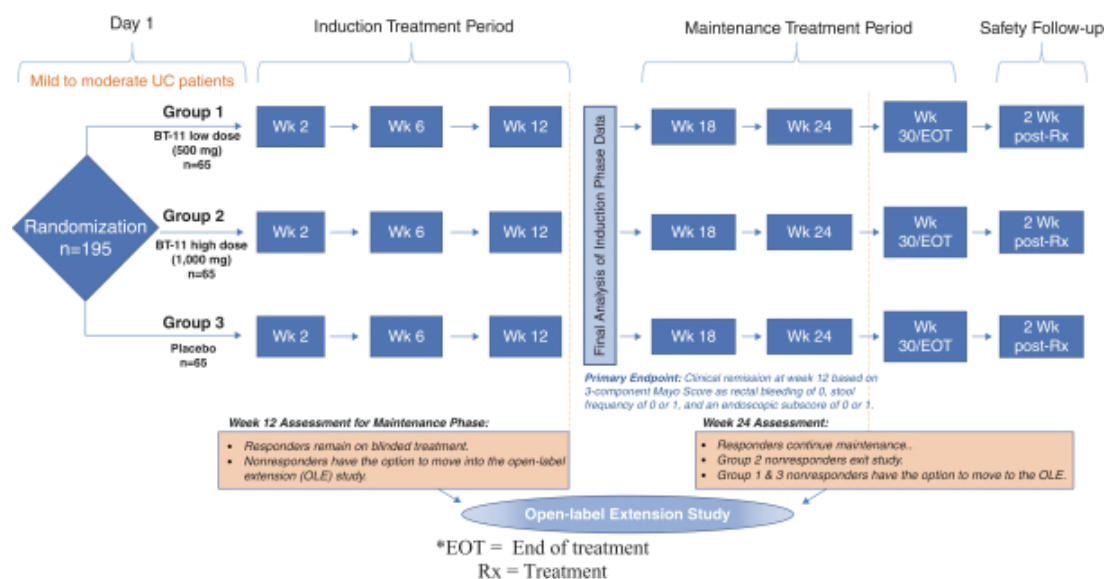 Day 1
Induction Treatment Period
Maintenance Treatment Period
Safety Follow-up
Mild to moderate UC patients
Randomization
n=195
Group 1
BT-11 low dose
(500 mg)
n=65
Wk 2
Wk 6
Wk 12
Group 2
BT-11 high dose
(1,000 mg)
n=65
Wk 2
Wk 6
Wk 12
Group 3
Placebo
n=65
Wk 2
Wk 6
Wk 12
Final Analysis of Induction Phase Data
Wk 18
Wk 24
Wk
30/EOT
2 Wk
post-Rx
Wk 18
Wk 24
Wk
30/EOT
2 Wk
post-Rx
Wk 18
Wk 24
Wk
30/EOT
2 Wk
post-Rx
Primary Endpoint: Clinical remission at week 12 based on
3-component Mayo Score as rectal bleeding of 0, stool
frequency of 0 or 1, and an endoscopic subscore of 0 or 1.
Week 12 Assessment for Maintenance Phase:
• Responders remain on blinded treatment.
• Nonresponders have the option to move into the open-label
extension (OLE) study.
Week 24 Assessment:
• Responders continue maintenance..
• Group 2 nonresponders exit study.
• Group 1 & 3 nonresponders have the option to move to the OLE.
Open-label Extension Study
*EOT = End of treatment
Rx = Treatment